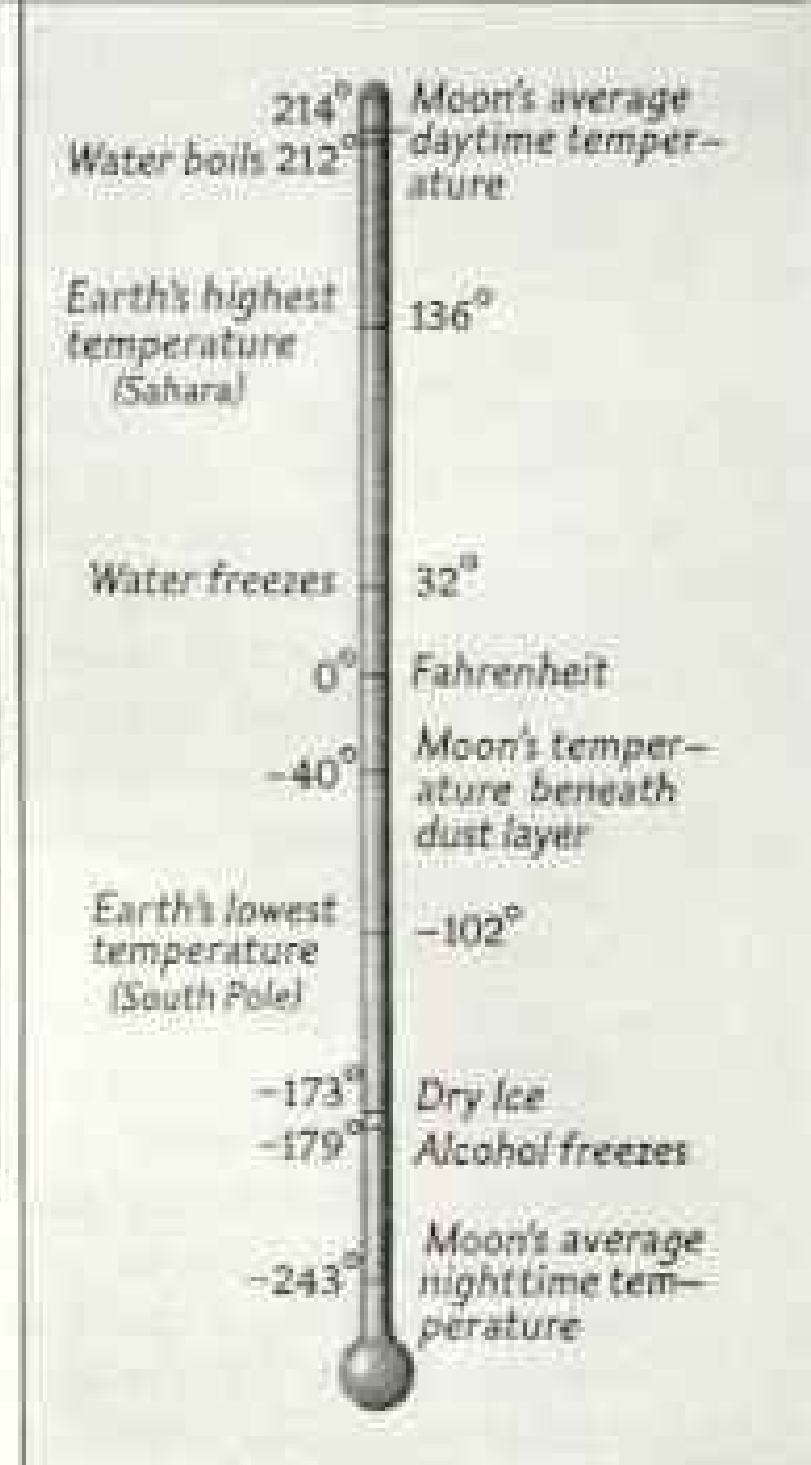 214° Moon's average
Water boils 212° daytime temper-
ature
Earth's highest
temperature 136°
(Sahara)
Water freezes 32°
0° Fahrenheit
-40° Moon's temper-
ature beneath
dust layer
Earth's lowest
temperature -102°
(South Pole)
-173° Dry Ice
-179° Alcohol freezes
Moon's average
-243° nighttime tem-
perature